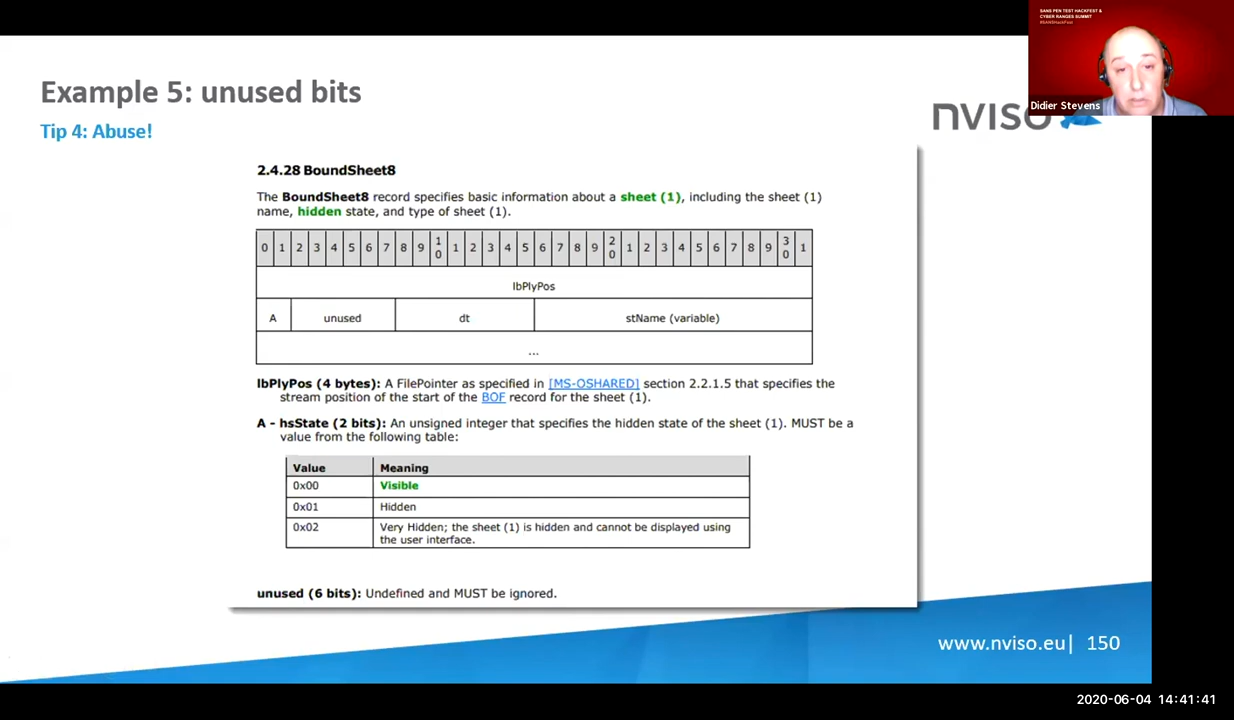 SANS PEN TEST HACKFEST &
CYBER RANGES SUMMIT
#SANSHackFest
Didier Stevens
Example 5: unused bits
Tip 4: Abuse!
nviso
2.4.28 BoundSheet8
The BoundSheet8 record specifies basic information about a sheet (1), including the sheet (1)
name, hidden state, and type of sheet (1).
0 1 2 3 4 5 6 7 8 9 10 1 2 3 4 5 6 7 8 9 20 1 2 3 4 5 6 7 8 9 30 1
lbPlyPos
A unused dt stName (variable)
...
lbPlyPos (4 bytes): A FilePointer as specified in [MS-OSHARED] section 2.2.1.5 that specifies the
stream position of the start of the BOF record for the sheet (1).
A - hsState (2 bits): An unsigned integer that specifies the hidden state of the sheet (1). MUST be a
value from the following table:
Value Meaning
0x00 Visible
0x01 Hidden
0x02 Very Hidden; the sheet (1) is hidden and cannot be displayed using
the user interface.
unused (6 bits): Undefined and MUST be ignored.
www.nviso.eu| 150
2020-06-04 14:41:41